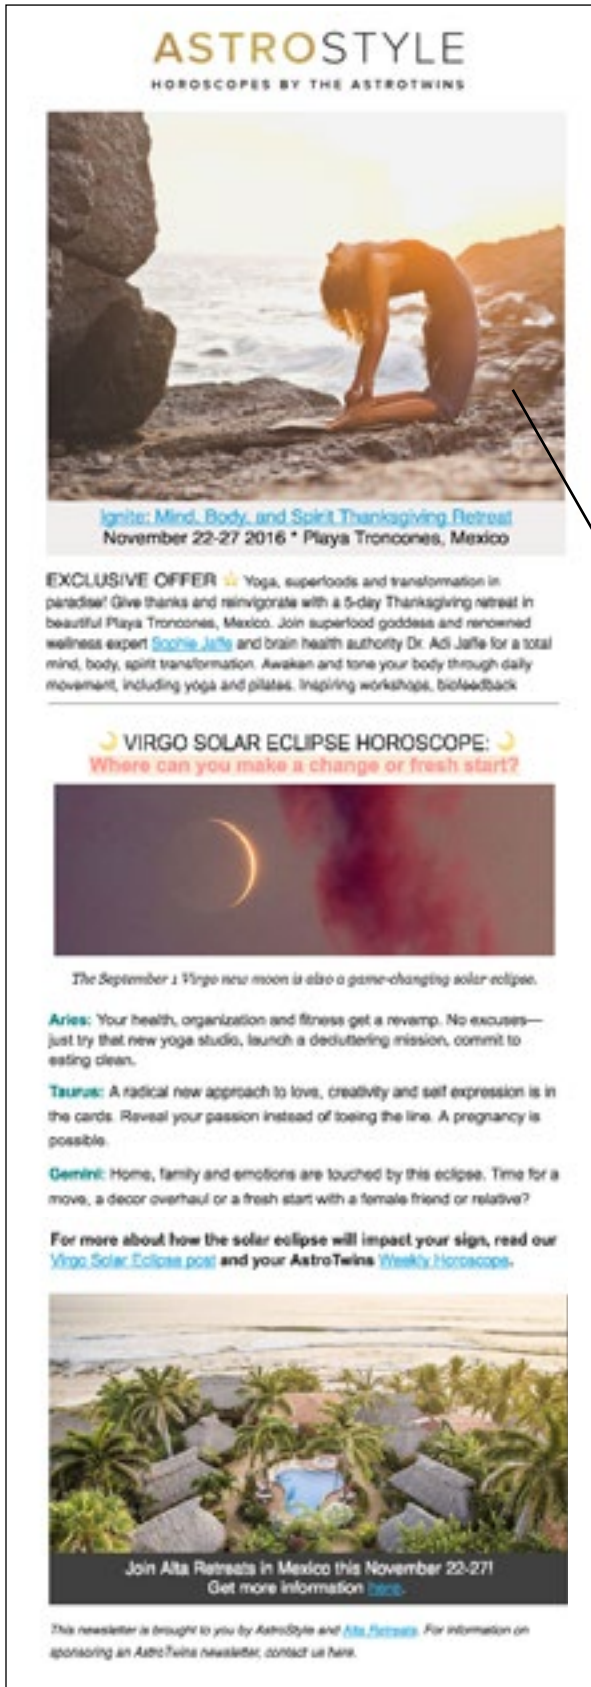 ASTROSTYLE
HOROSCOPES BY THE ASTROTWINS
Ignite: Mind, Body, and Spirit Thanksgiving Retreat
November 22-27 2016 * Playa Troncones, Mexico
EXCLUSIVE OFFER ⭐ Yoga, superfoods and transformation in
paradise! Give thanks and reinvigorate with a 5-day Thanksgiving retreat in
beautiful Playa Troncones, Mexico. Join superfood goddess and renowned
wellness expert Sophie Jaffe and brain health authority Dr. Adi Jaffe for a total
mind, body, spirit transformation. Awaken and tone your body through daily
movement, including yoga and pilates. Inspiring workshops, biofeedback
🌙 VIRGO SOLAR ECLIPSE HOROSCOPE: 🌙
Where can you make a change or fresh start?
The September 1 Virgo new moon is also a game-changing solar eclipse.
Aries: Your health, organization and fitness get a revamp. No excuses—
just try that new yoga studio, launch a decluttering mission, commit to
eating clean.
Taurus: A radical new approach to love, creativity and self expression is in
the cards. Reveal your passion instead of toeing the line. A pregnancy is
possible.
Gemini: Home, family and emotions are touched by this eclipse. Time for a
move, a decor overhaul or a fresh start with a female friend or relative?
For more about how the solar eclipse will impact your sign, read our
Virgo Solar Eclipse post and your AstroTwins Weekly Horoscope.
Join Alta Retreats in Mexico this November 22-27!
Get more information here.
This newsletter is brought to you by AstroStyle and Alta Retreats. For information on
sponsoring an AstroTwins newsletter, contact us here.